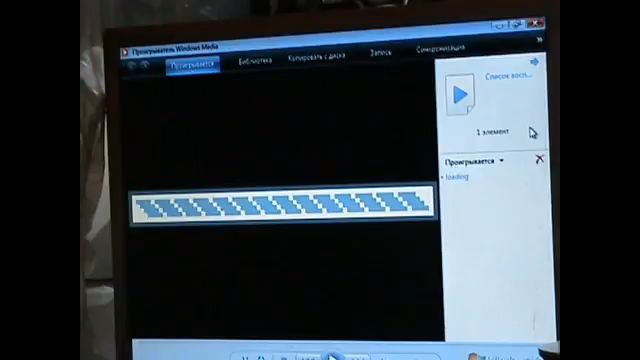 Проигрыватель Windows Media
Проигрывается
Библиотека
Копировать с диска
Запись
Синхронизация
Список восп...
1 элемент
Проигрывается
loading